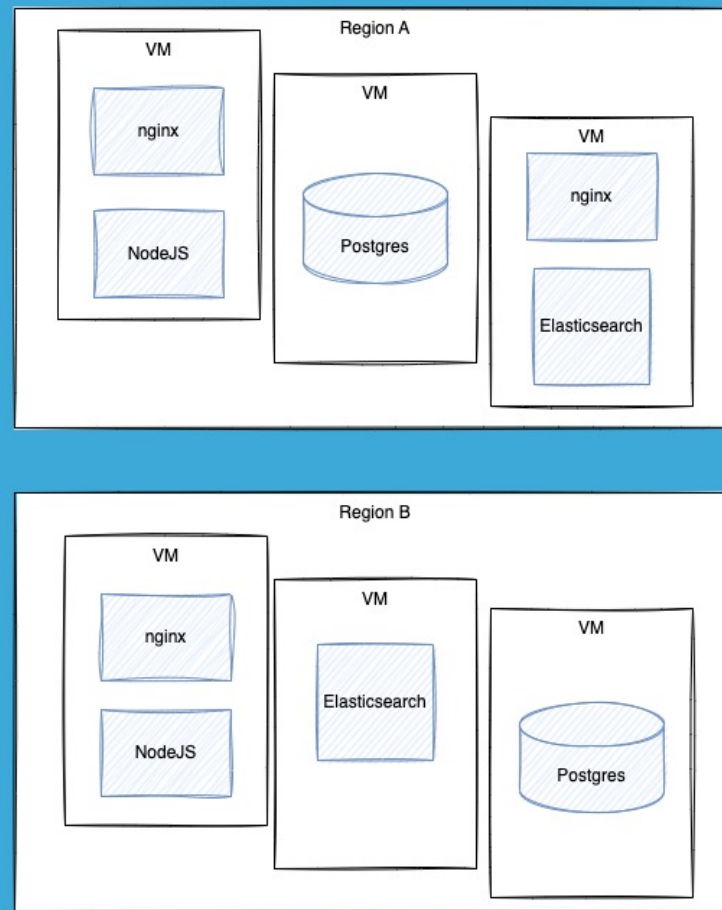 Region A
VM
nginx
NodeJS
VM
Postgres
VM
nginx
Elasticsearch
Region B
VM
nginx
NodeJS
VM
Elasticsearch
VM
Postgres